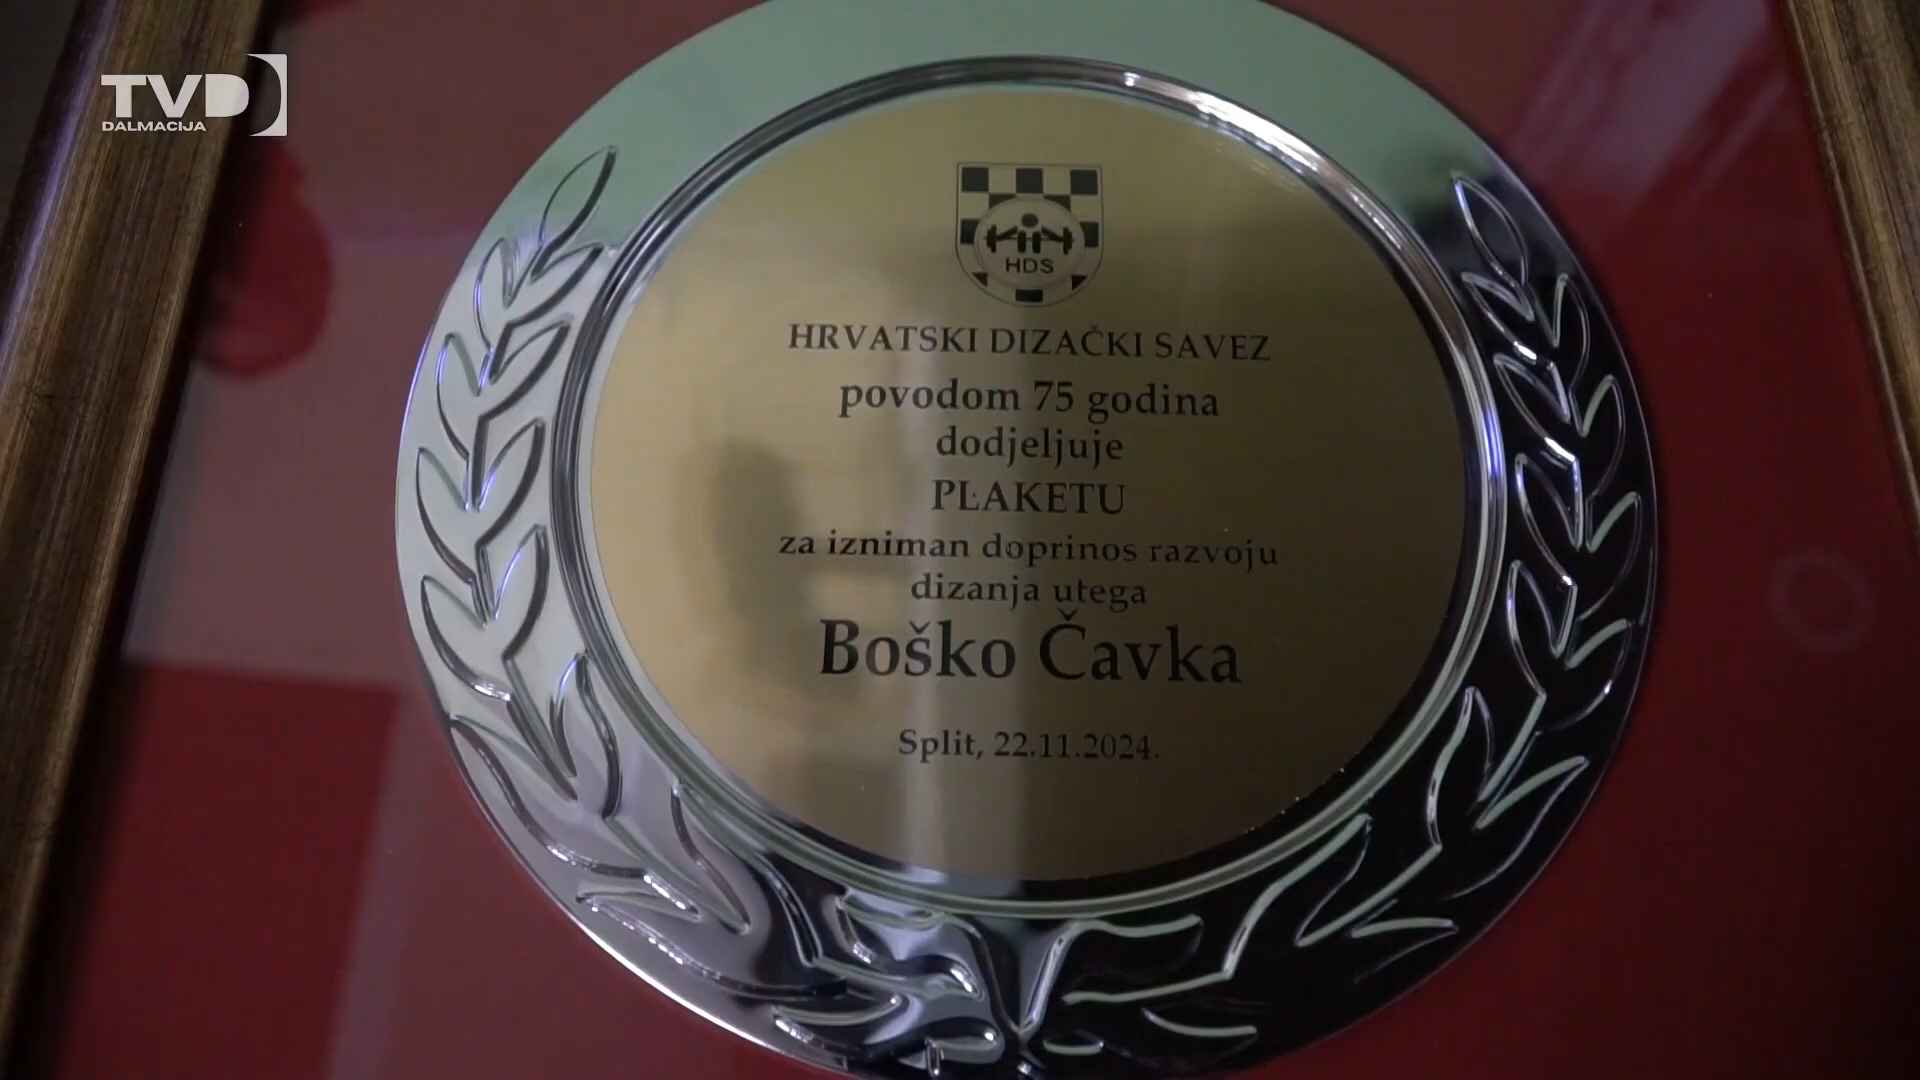 TVD
DALMACIJA
HDS
HRVATSKI DIZAČKI SAVEZ
povodom 75 godina
dodjeljuje
PLAKETU
za izniman doprinos razvoju
dizanja utega
Boško Čavka
Split, 22.11.2024.